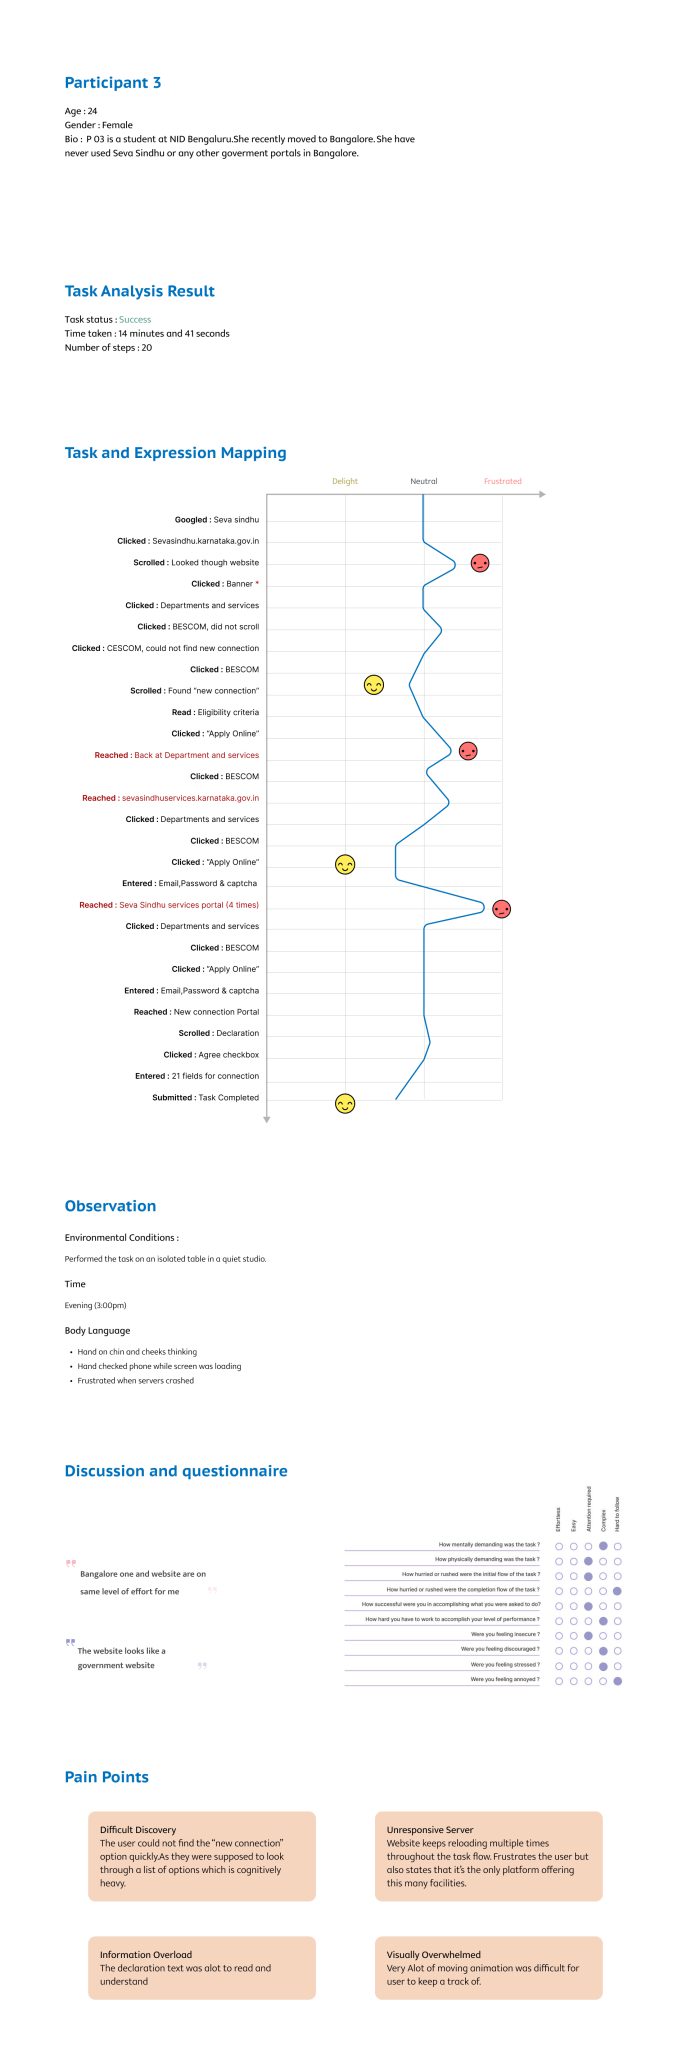 Participant 3
Age : 24
Gender : Female
Bio : P 03 is a student at NID Bengaluru.She recently moved to Bangalore.She have
never used Seva Sindhu or any other goverment portals in Bangalore.
Task Analysis Result
Task status : Success
Time taken : 14 minutes and 41 seconds
Number of steps : 20
Task and Expression Mapping
Delight
Neutral
Frustrated
Googled : Seva sindhu
Clicked : Sevasindhu.karnataka.gov.in
Scrolled : Looked though website
Clicked : Banner *
Clicked : Departments and services
Clicked : BESCOM, did not scroll
Clicked : CESCOM, could not find new connection
Clicked : BESCOM
Scrolled : Found "new connection"
Read : Eligibility criteria
Clicked : "Apply Online"
Reached : Back at Department and services
Clicked : BESCOM
Reached : sevasindhuservices.karnataka.gov.in
Clicked : Departments and services
Clicked : BESCOM
Clicked : "Apply Online"
Entered : Email,Password & captcha
Reached : Seva Sindhu services portal (4 times)
Clicked : Departments and services
Clicked : BESCOM
Clicked : "Apply Online"
Entered : Email,Password & captcha
Reached : New connection Portal
Scrolled : Declaration
Clicked : Agree checkbox
Entered : 21 fields for connection
Submitted : Task Completed
Observation
Environmental Conditions :
Performed the task on an isolated table in a quiet studio.
Time
Evening (3:00pm)
Body Language
• Hand on chin and cheeks thinking
• Hand checked phone while screen was loading
• Frustrated when servers crashed
Discussion and questionnaire
Effortless
Easy
Attention required
Complex
Hard to follow
How mentally demanding was the task ?
How physically demanding was the task ?
How hurried or rushed were the initial flow of the task ?
How hurried or rushed were the completion flow of the task ?
How successful were you in accomplishing what you were asked to do?
How hard you have to work to accomplish your level of performance ?
Were you feeling insecure ?
Were you feeling discouraged ?
Were you feeling stressed ?
Were you feeling annoyed ?
" Bangalore one and website are on
same level of effort for me "
" The website looks like a
government website "
Pain Points
Difficult Discovery
The user could not find the "new connection"
option quickly.As they were supposed to look
through a list of options which is cognitively
heavy.
Unresponsive Server
Website keeps reloading multiple times
throughout the task flow. Frustrates the user but
also states that it's the only platform offering
this many facilities.
Information Overload
The declaration text was alot to read and
understand
Visually Overwhelmed
Very Alot of moving animation was difficult for
user to keep a track of.